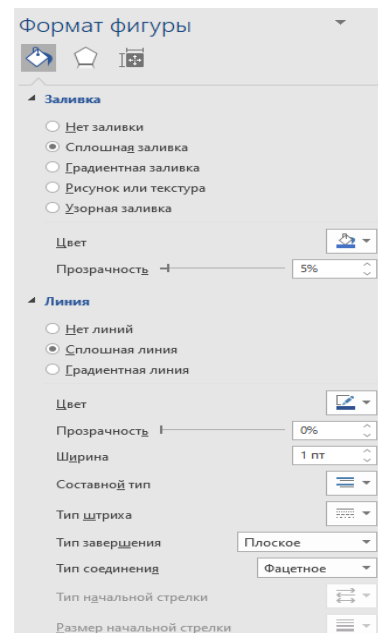 Формат фигуры
Заливка
Нет заливки
Сплошная заливка
Градиентная заливка
Рисунок или текстура
Узорная заливка
Цвет
Прозрачность 5%
Линия
Нет линий
Сплошная линия
Градиентная линия
Цвет
Прозрачность 0%
Ширина 1 пт
Составной тип
Тип штриха
Тип завершения Плоское
Тип соединения Фацетное
Тип начальной стрелки
Размер начальной стрелки